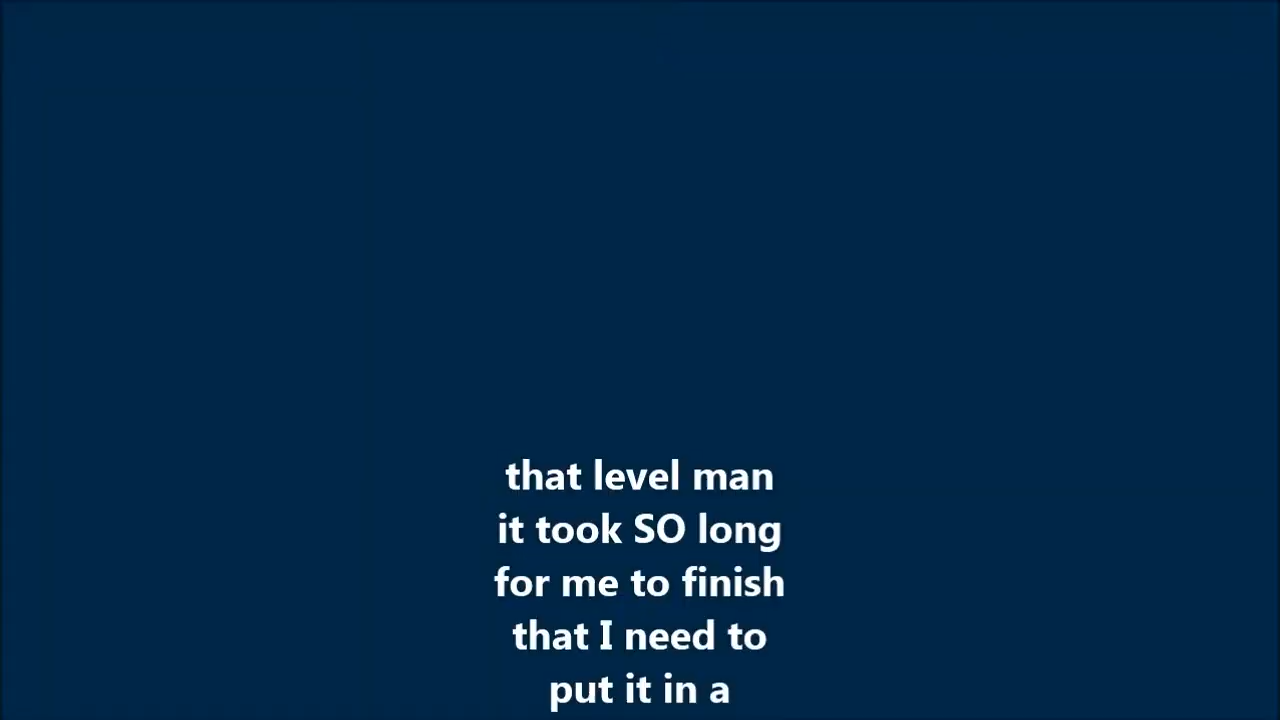 that level man
it took SO long
for me to finish
that I need to
put it in a